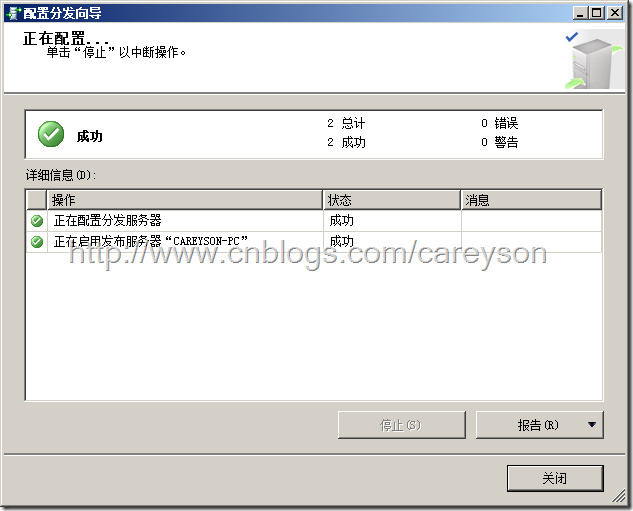 配置分发向导
正在配置...
单击“停止”以中断操作。
成功
2 总计
0 错误
2 成功
0 警告
详细信息(D):
操作 状态 消息
正在配置分发服务器 成功
正在启用发布服务器“CAREYSON-PC” 成功
http://www.cnblogs.com/careyson
停止(S) 报告(R)
关闭